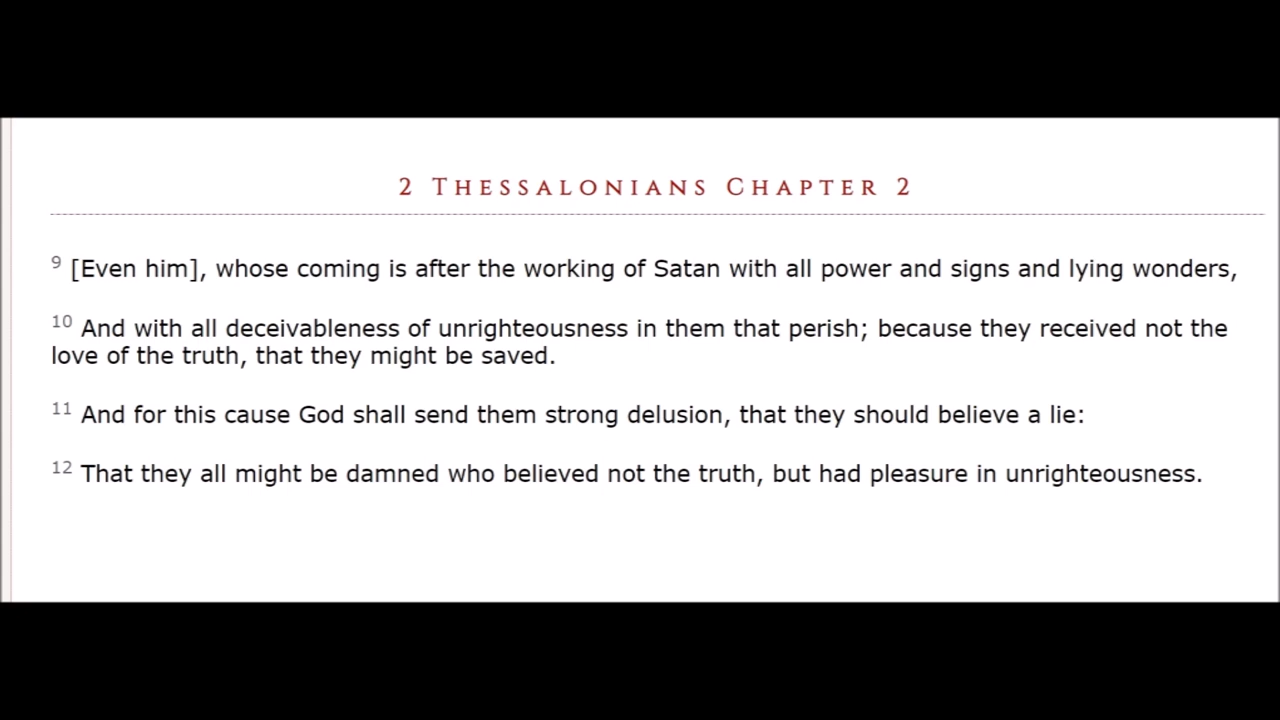 2 Thessalonians Chapter 2
9 [Even him], whose coming is after the working of Satan with all power and signs and lying wonders,
10 And with all deceivableness of unrighteousness in them that perish; because they received not the
love of the truth, that they might be saved.
11 And for this cause God shall send them strong delusion, that they should believe a lie:
12 That they all might be damned who believed not the truth, but had pleasure in unrighteousness.